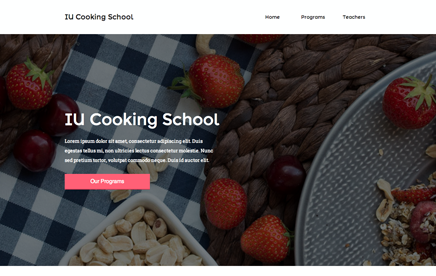 IU Cooking School
Home Programs Teachers
IU Cooking School
Lorem ipsum dolor sit amet, consectetur adipiscing elit. Duis
egestas tellus mi, non ultricies lectus consectetur molestie. Nunc
sed pretium tortor, volutpat commodo neque. Duis id auctor elit.
Our Programs